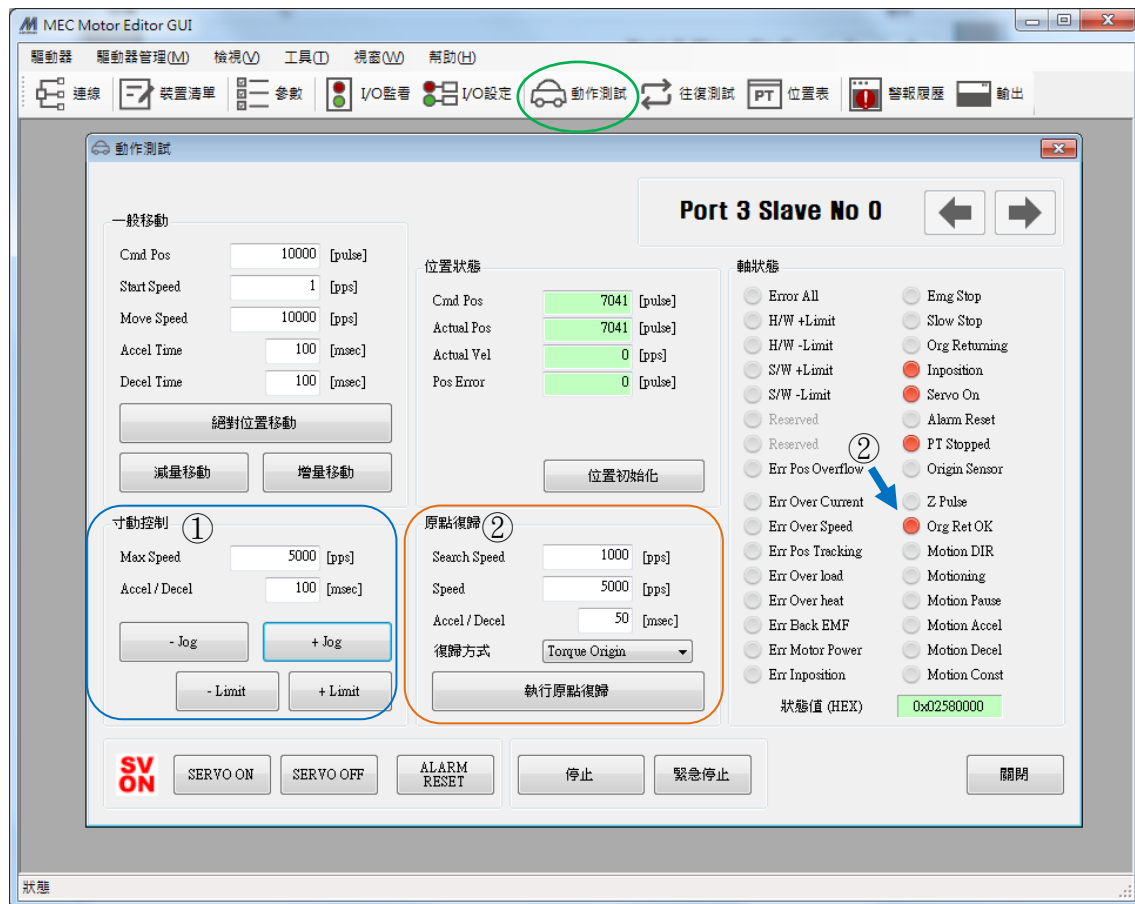 MEC Motor Editor GUI
驅動器 驅動器管理(M) 檢視(V) 工具(T) 視窗(W) 幫助(H)
連線 裝置清單 參數 I/O監看 I/O設定 動作測試 往復測試 PT 位置表 警報履歷 輸出
動作測試
Port 3 Slave No 0
一般移動
Cmd Pos 10000 [pulse]
Start Speed 1 [pps]
Move Speed 10000 [pps]
Accel Time 100 [msec]
Decel Time 100 [msec]
絕對位置移動
減量移動 增量移動
位置狀態
Cmd Pos 7041 [pulse]
Actual Pos 7041 [pulse]
Actual Vel 0 [pps]
Pos Error 0 [pulse]
位置初始化
寸動控制 ①
Max Speed 5000 [pps]
Accel / Decel 100 [msec]
- Jog + Jog
- Limit + Limit
原點復歸 ②
Search Speed 1000 [pps]
Speed 5000 [pps]
Accel / Decel 50 [msec]
復歸方式 Torque Origin
執行原點復歸
軸狀態
Error All Emg Stop
H/W +Limit Slow Stop
H/W -Limit Org Returning
S/W +Limit Inposition
S/W -Limit Servo On
Reserved Alarm Reset
Reserved ② PT Stopped
Err Pos Overflow Origin Sensor
Err Over Current Z Pulse
Err Over Speed Org Ret OK
Err Pos Tracking Motion DIR
Err Over load Motioning
Err Over heat Motion Pause
Err Back EMF Motion Accel
Err Motor Power Motion Decel
Err Inposition Motion Const
狀態值 (HEX) 0x02580000
SV
ON
SERVO ON SERVO OFF
ALARM
RESET
停止 緊急停止 關閉
狀態